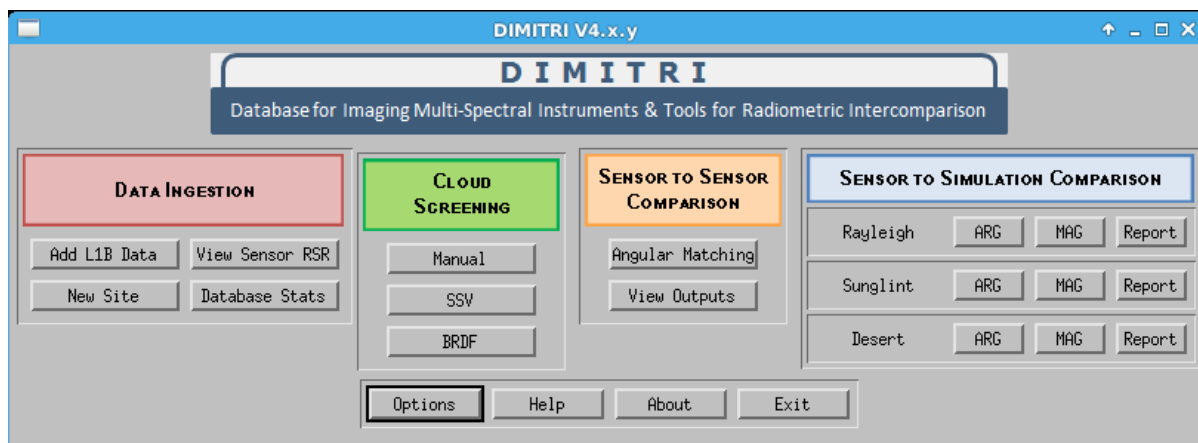 DIMITRI V4.x.y
DIMITRI
Database for Imaging Multi-Spectral Instruments & Tools for Radiometric Intercomparison
DATA INGESTION
Add L1B Data View Sensor RSR
New Site Database Stats
CLOUD
SCREENING
Manual
SSV
BRDF
SENSOR TO SENSOR
COMPARISON
Angular Matching
View Outputs
SENSOR TO SIMULATION COMPARISON
Rayleigh ARG MAG Report
Sunglint ARG MAG Report
Desert ARG MAG Report
Options Help About Exit